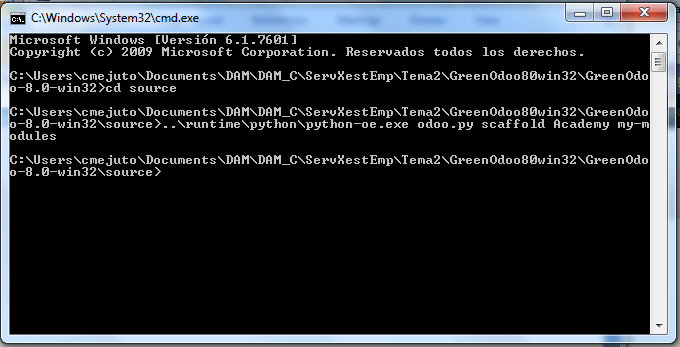 C:\Windows\System32\cmd.exe
Microsoft Windows [Versión 6.1.7601]
Copyright (c) 2009 Microsoft Corporation. Reservados todos los derechos.
C:\Users\cmejuto\Documents\DAM\DAM_C\ServXestEmp\Tema2\GreenOdoo80win32\GreenOdo
o-8.0-win32>cd source
C:\Users\cmejuto\Documents\DAM\DAM_C\ServXestEmp\Tema2\GreenOdoo80win32\GreenOdo
o-8.0-win32\source>..\runtime\python\python-oe.exe odoo.py scaffold Academy my-m
odules
C:\Users\cmejuto\Documents\DAM\DAM_C\ServXestEmp\Tema2\GreenOdoo80win32\GreenOdo
o-8.0-win32\source>